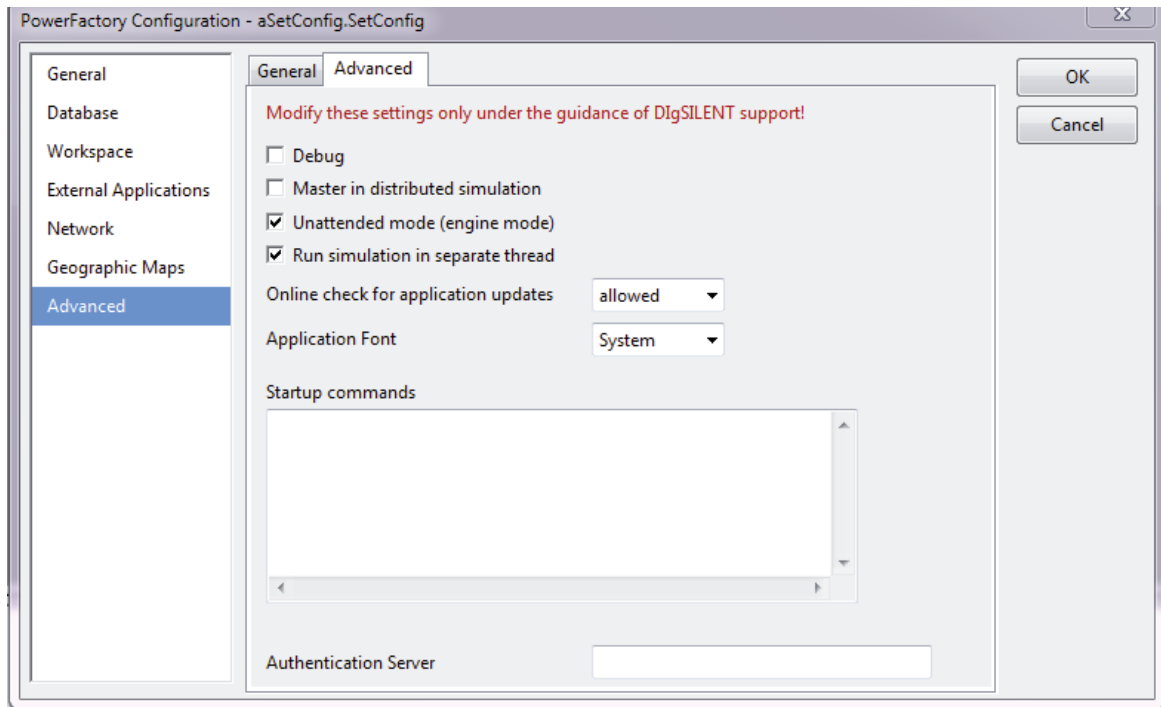 PowerFactory Configuration - aSetConfig.SetConfig
General
Database
Workspace
External Applications
Network
Geographic Maps
Advanced
General
Advanced
Modify these settings only under the guidance of DIgSILENT support!
Debug
Master in distributed simulation
Unattended mode (engine mode)
Run simulation in separate thread
Online check for application updates
allowed
Application Font
System
Startup commands
Authentication Server
OK
Cancel